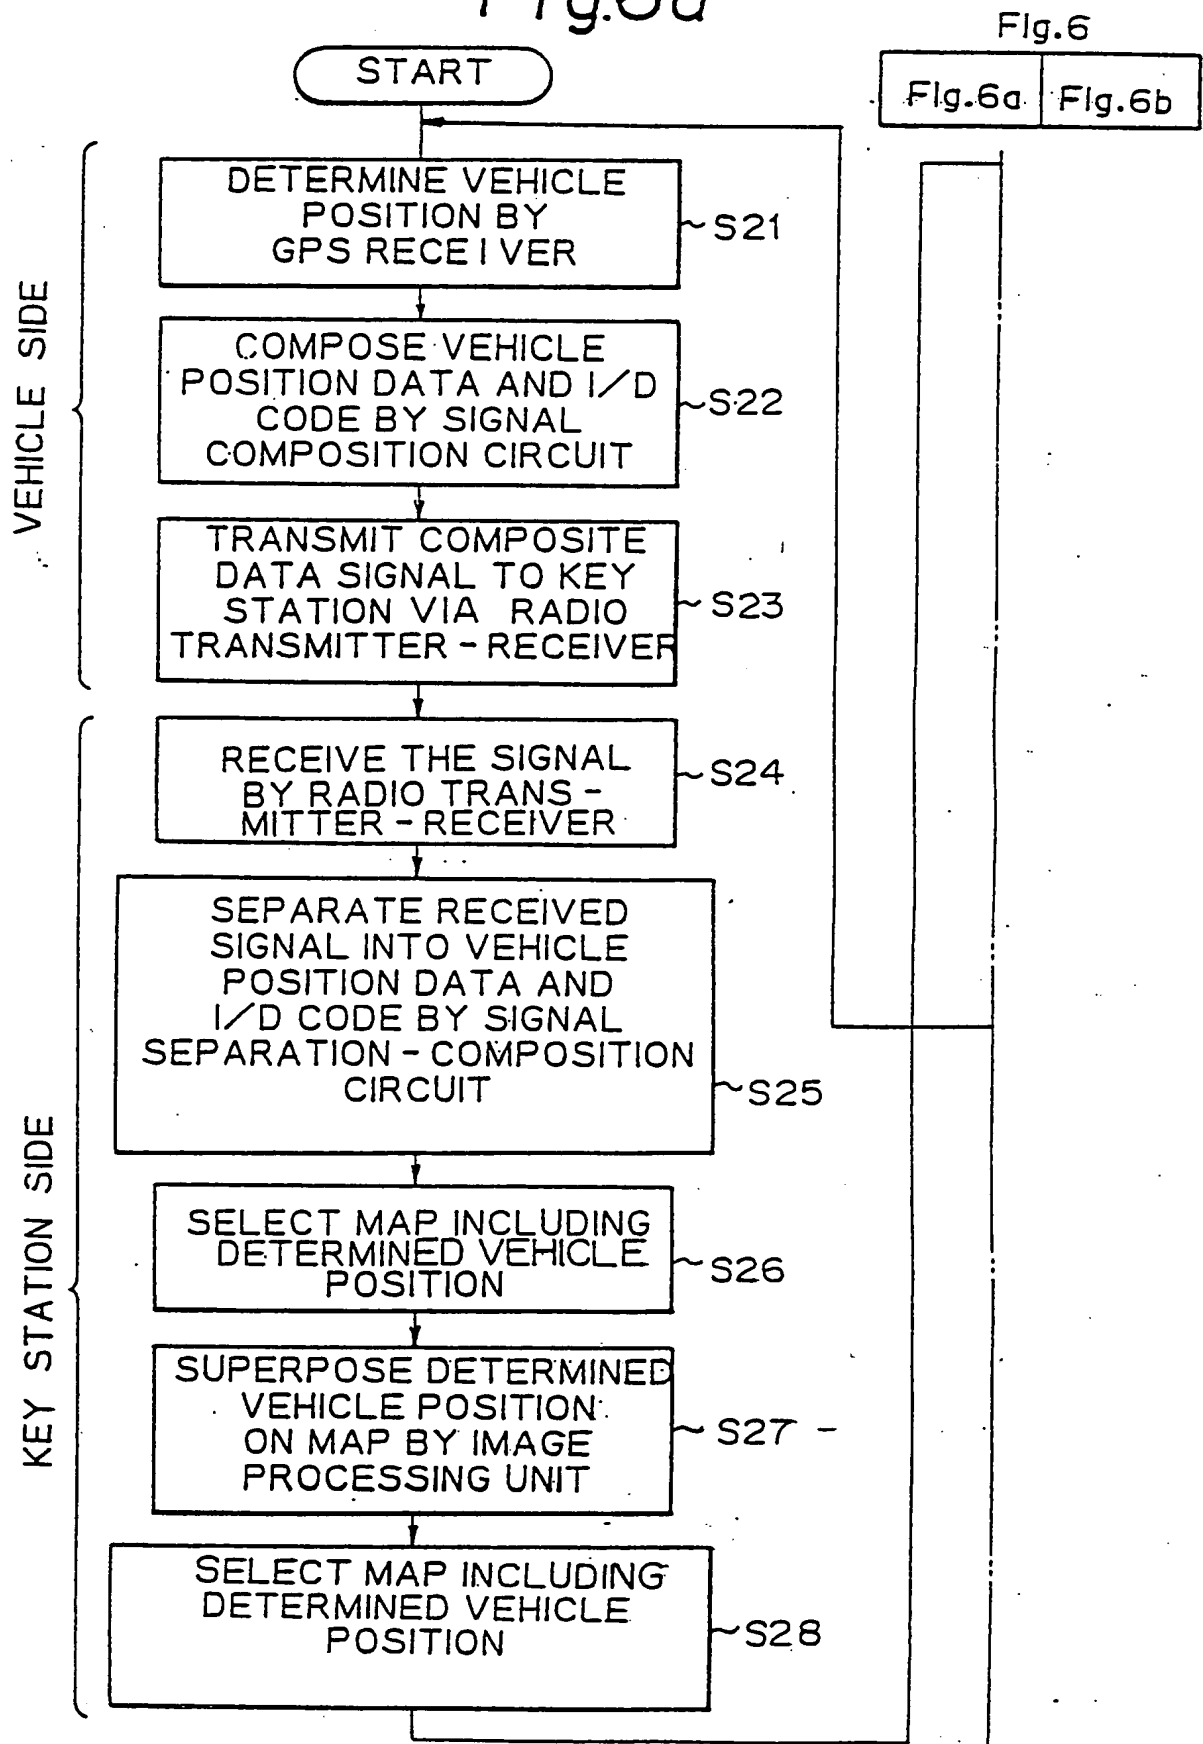 Fig.6a
Fig.6
Fig.6a Fig.6b
START
DETERMINE VEHICLE
POSITION BY
GPS RECEIVER
S21
COMPOSE VEHICLE
POSITION DATA AND I/D
CODE BY SIGNAL
COMPOSITION CIRCUIT
S22
TRANSMIT COMPOSITE
DATA SIGNAL TO KEY
STATION VIA RADIO
TRANSMITTER-RECEIVER
S23
VEHICLE SIDE
RECEIVE THE SIGNAL
BY RADIO TRANS-
MITTER-RECEIVER
S24
SEPARATE RECEIVED
SIGNAL INTO VEHICLE
POSITION DATA AND
I/D CODE BY SIGNAL
SEPARATION-COMPOSITION
CIRCUIT
S25
SELECT MAP INCLUDING
DETERMINED VEHICLE
POSITION
S26
SUPERPOSE DETERMINED
VEHICLE POSITION
ON MAP BY IMAGE
PROCESSING UNIT
S27
SELECT MAP INCLUDING
DETERMINED VEHICLE
POSITION
S28
KEY STATION SIDE